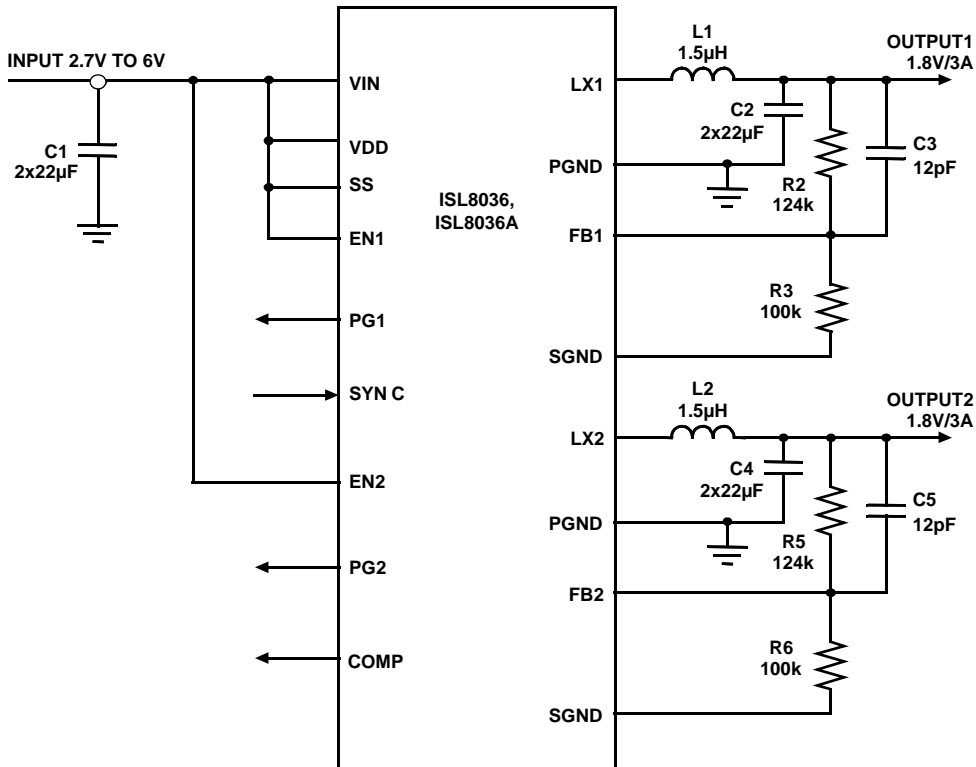 INPUT 2.7V TO 6V
C1
2x22µF
VIN
VDD
SS
EN1
PG1
SYN C
EN2
PG2
COMP
ISL8036,
ISL8036A
LX1
PGND
FB1
SGND
LX2
PGND
FB2
SGND
L1
1.5µH
OUTPUT1
1.8V/3A
C2
2x22µF
C3
12pF
R2
124k
R3
100k
L2
1.5µH
OUTPUT2
1.8V/3A
C4
2x22µF
C5
12pF
R5
124k
R6
100k